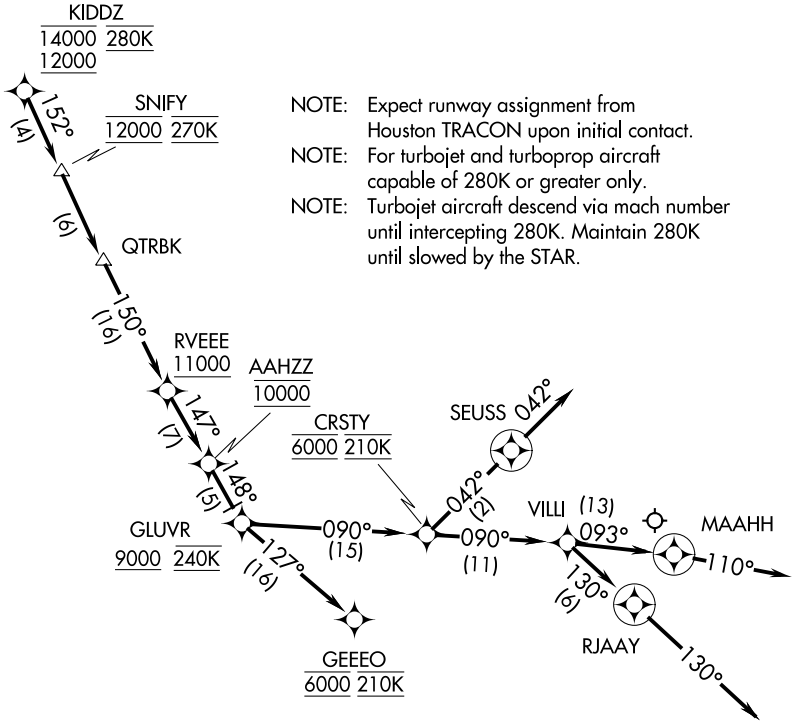 KIDDZ
14000 280K
12000
SNIFY
12000 270K
NOTE: Expect runway assignment from
Houston TRACON upon initial contact.
NOTE: For turbojet and turboprop aircraft
capable of 280K or greater only.
NOTE: Turbojet aircraft descend via mach number
until intercepting 280K. Maintain 280K
until slowed by the STAR.
152°
(4)
(6)
QTRBK
150°
(16)
RVEEE
11000
AAHZZ
10000
147°
(7)
CRSTY
6000 210K
SEUSS
042°
148°
(5)
042°
(2)
GLUVR
9000 240K
090°
(15)
090°
(11)
VILLI
(13)
093°
MAAHH
110°
127°
(16)
130°
(6)
RJAAY
130°
GEEEO
6000 210K